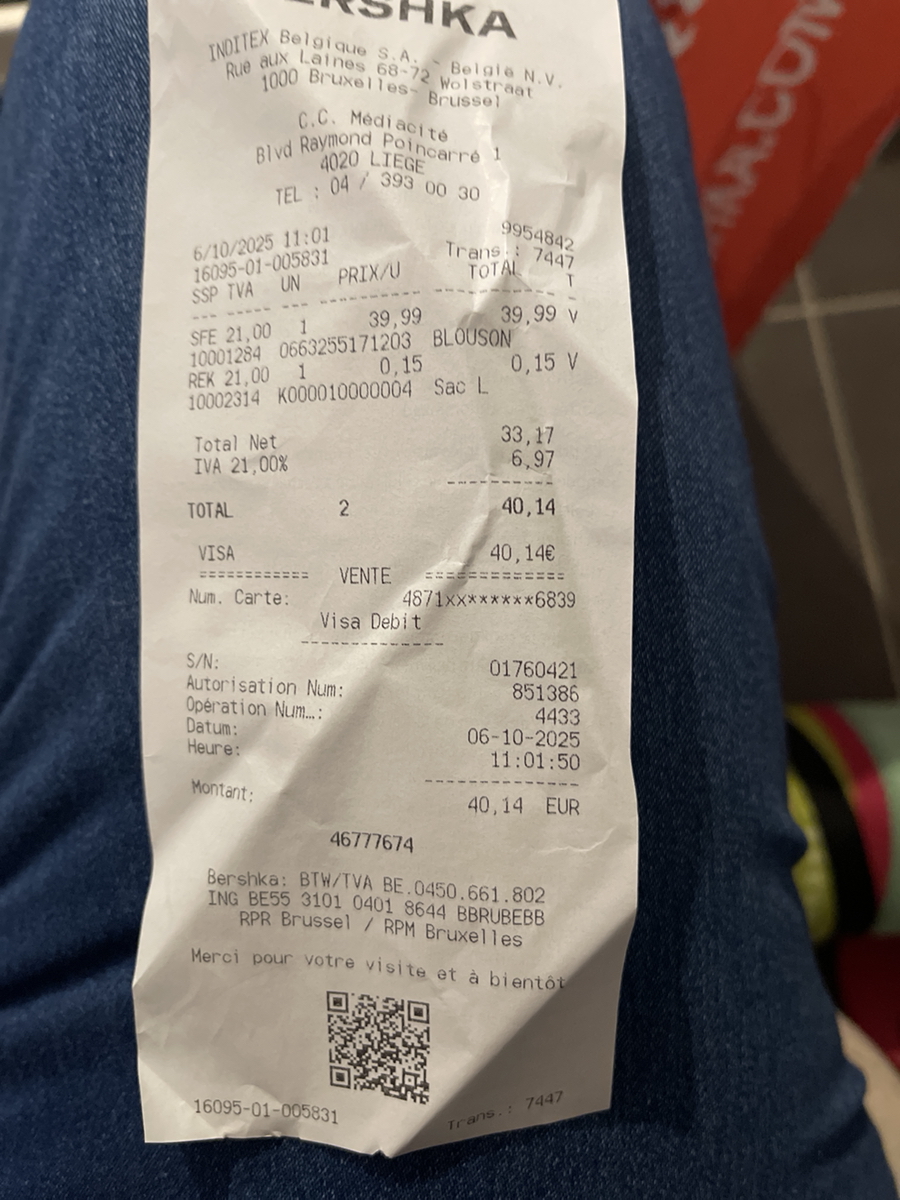 BERSHKA
INDITEX Belgique S.A. - Belgie N.V.
Rue aux Laines 68-72 Wolstraat
1000 Bruxelles- Brussel
C.C. Médiacité
Blvd Raymond Poincarré 1
4020 LIEGE
TEL : 04 / 393 00 30
9954842
6/10/2025 11:01 Trans.: 7447
16095-01-005831
SSP TVA UN PRIX/U TOTAL T
--- --- ---- --------- ------------ -
SFE 21,00 1 39,99 39,99 V
10001284 0663255171203 BLOUSON
REK 21,00 1 0,15 0,15 V
10002314 K000010000004 Sac L
Total Net 33,17
IVA 21,00% 6,97
----------
TOTAL 2 40,14
VISA 40,14€
============ VENTE ===============
Num. Carte: 4871xx******6839
Visa Debit
---------------
S/N: 01760421
Autorisation Num: 851386
Opération Num…: 4433
Datum: 06-10-2025
Heure: 11:01:50
----------------
Montant: 40,14 EUR
46777674
Bershka: BTW/TVA BE.0450.661.802
ING BE55 3101 0401 8644 BBRUBEBB
RPR Brussel / RPM Bruxelles
Merci pour votre visite et à bientôt
16095-01-005831 Trans.: 7447